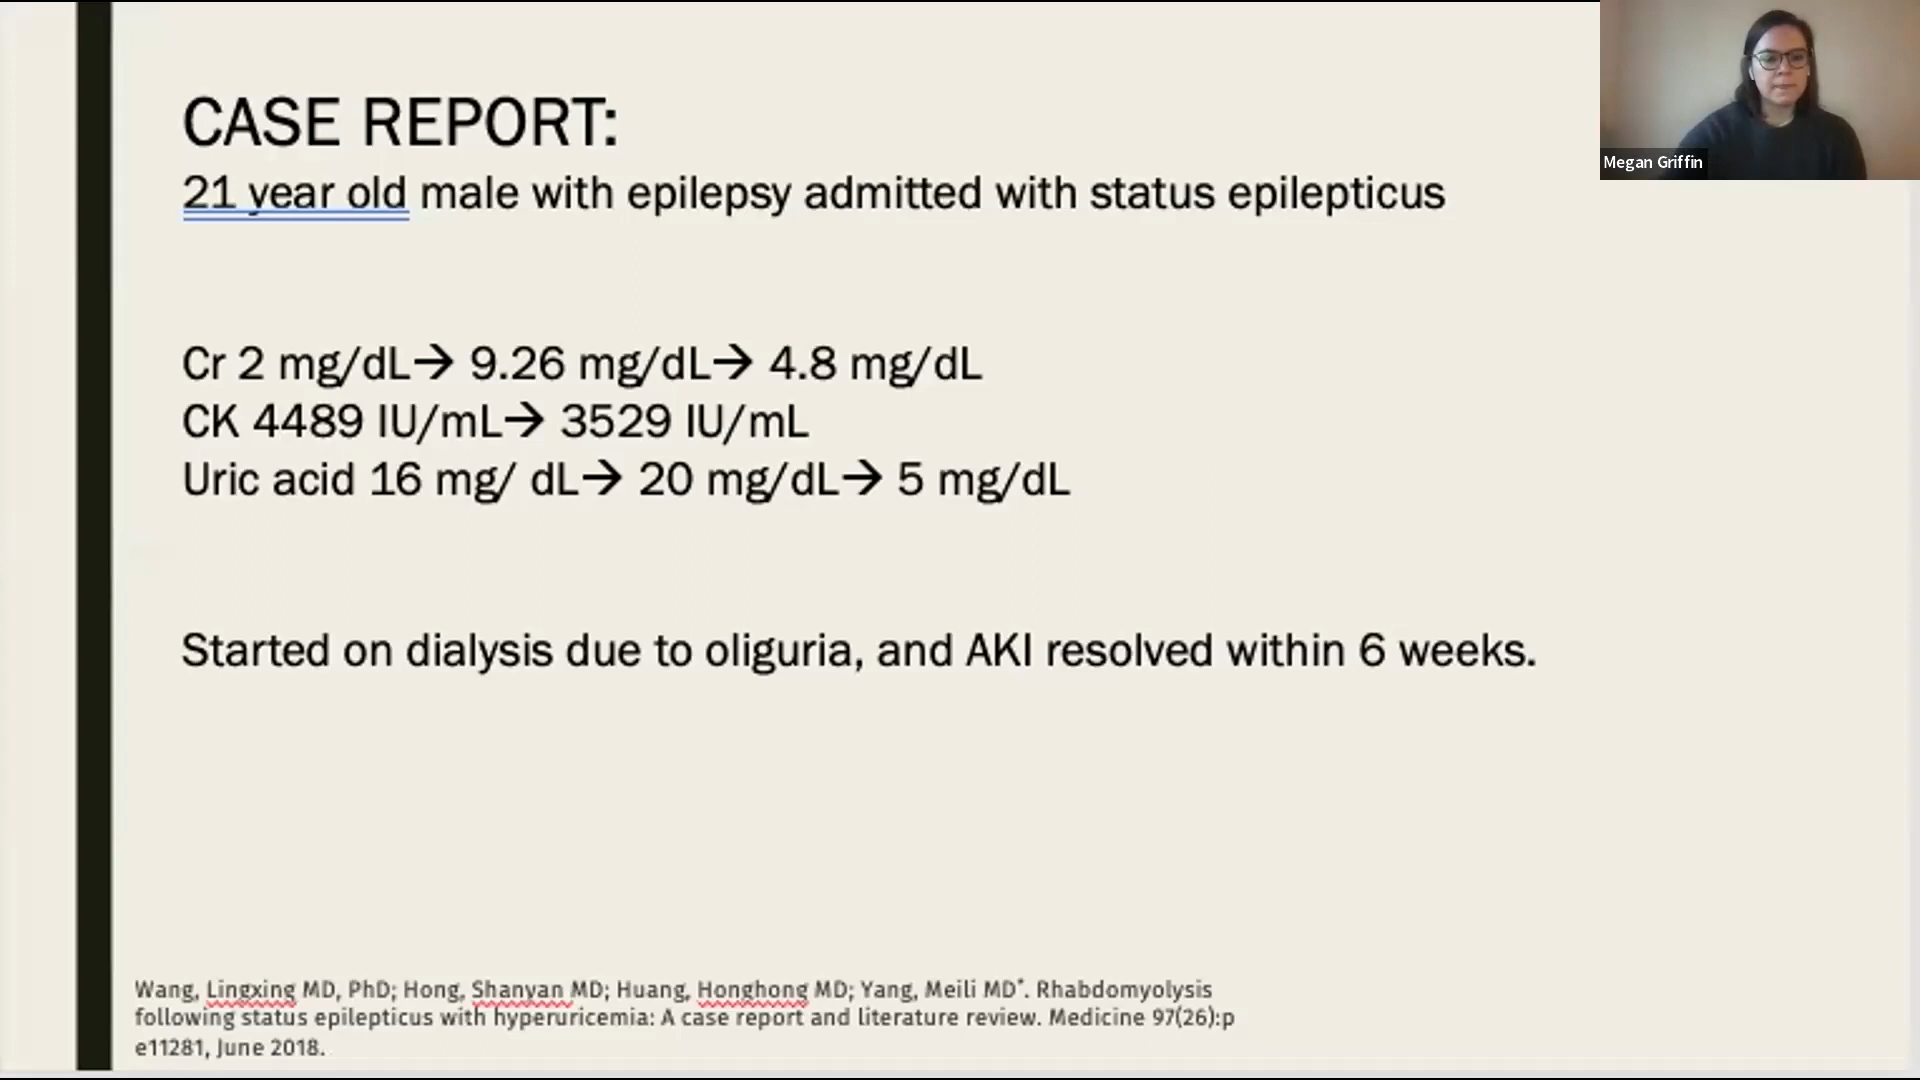 CASE REPORT:
21 year old male with epilepsy admitted with status epilepticus
Cr 2 mg/dL→ 9.26 mg/dL→ 4.8 mg/dL
CK 4489 IU/mL→ 3529 IU/mL
Uric acid 16 mg/ dL→ 20 mg/dL→ 5 mg/dL
Started on dialysis due to oliguria, and AKI resolved within 6 weeks.
Wang, Lingxing MD, PhD; Hong, Shanyan MD; Huang, Honghong MD; Yang, Meili MD*. Rhabdomyolysis
following status epilepticus with hyperuricemia: A case report and literature review. Medicine 97(26):p
e11281, June 2018.
Megan Griffin